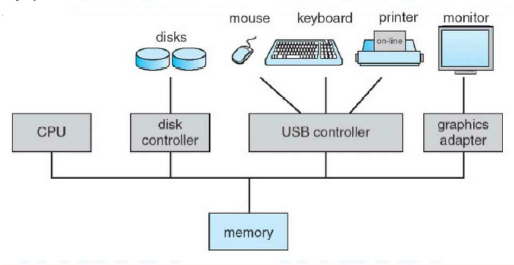 mouse keyboard printer monitor
disks
on-line
CPU
disk
controller
USB controller
graphics
adapter
memory